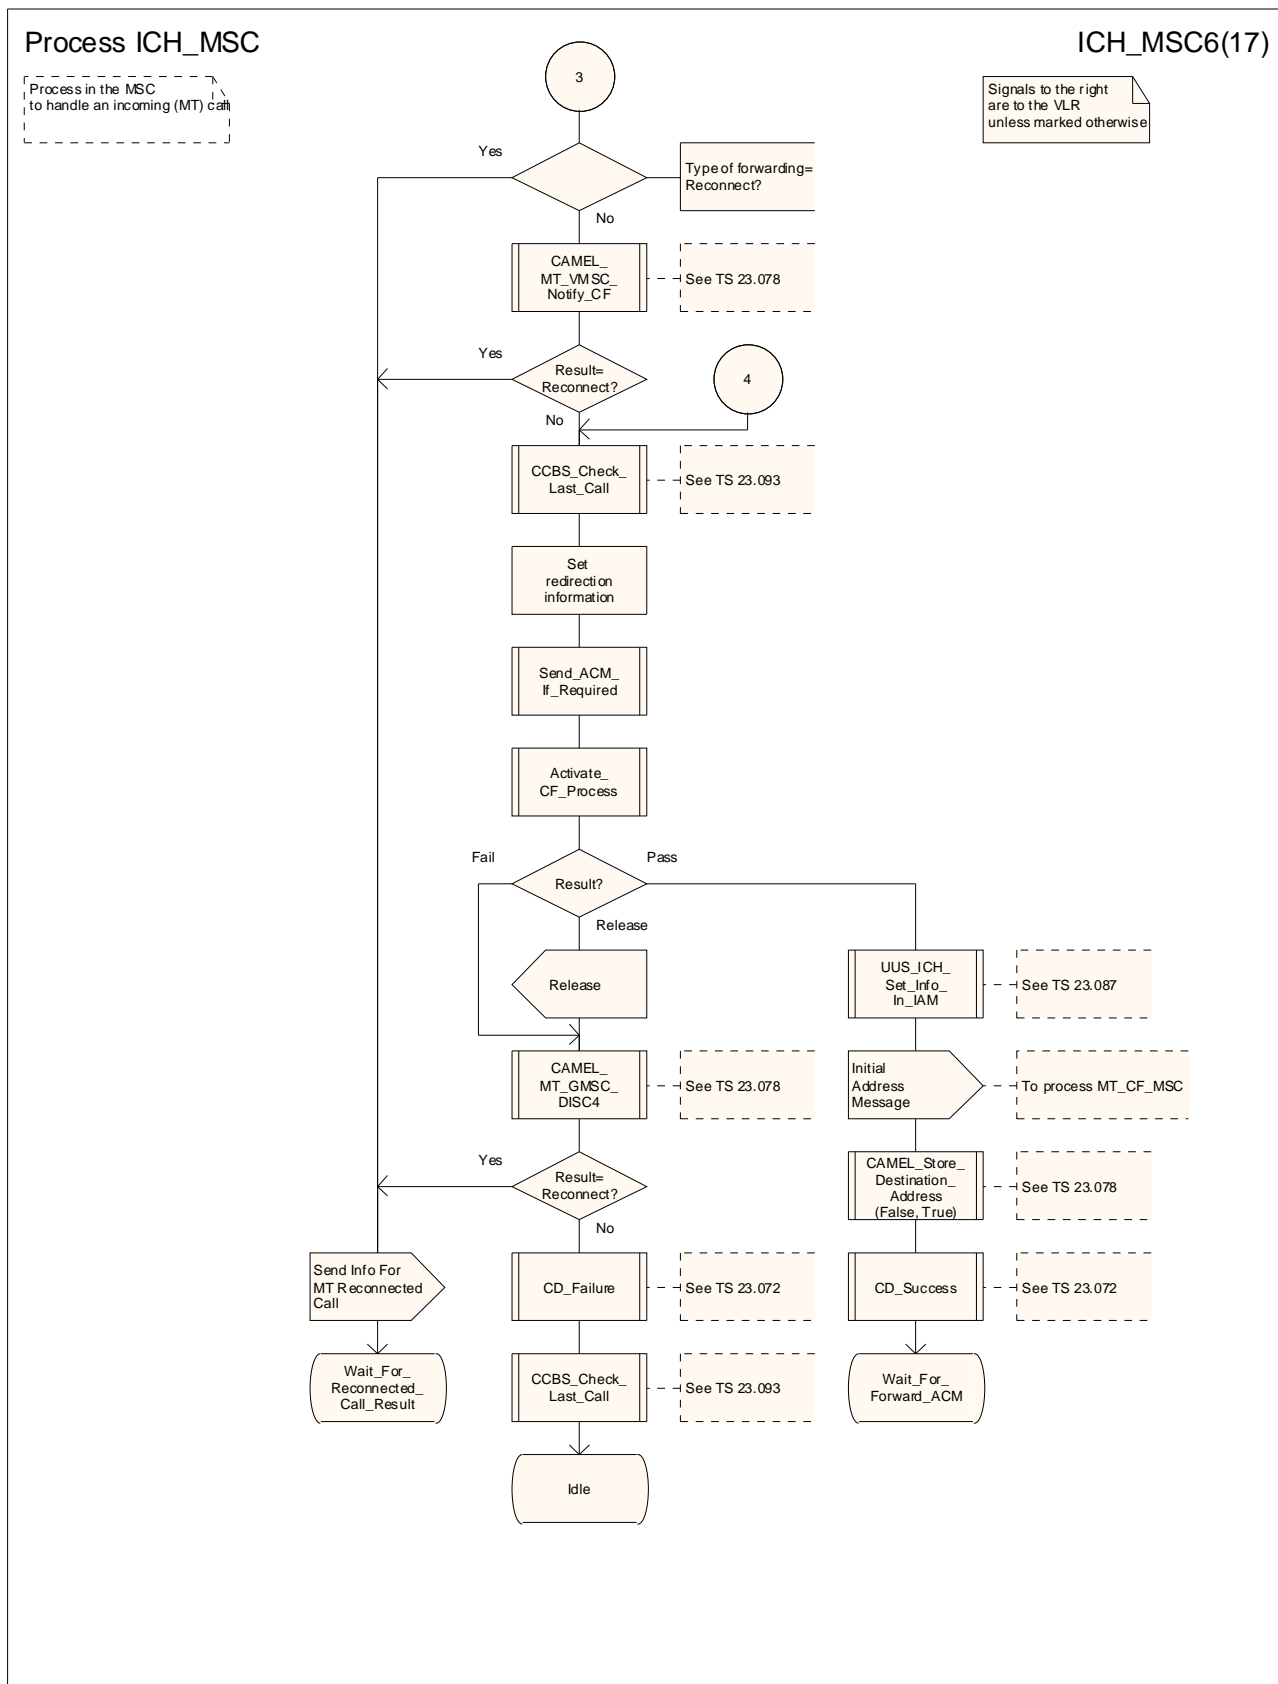 Process ICH_MSC
ICH_MSC6(17)
Process in the MSC
to handle an incoming (MT) call
Signals to the right
are to the VLR
unless marked otherwise
3
Yes
Type of forwarding=
Reconnect?
No
CAMEL_
MT_VMSC_
Notify_CF
See TS 23.078
Yes
Result=
Reconnect?
4
No
CCBS_Check_
Last_Call
See TS 23.093
Set
redirection
information
Send_ACM_
If_Required
Activate_
CF_Process
Fail
Pass
Result?
Release
Release
UUS_ICH_
Set_Info_
In_IAM
See TS 23.087
CAMEL_
MT_GMSC_
DISC4
See TS 23.078
Initial
Address
Message
To process MT_CF_MSC
Yes
Result=
Reconnect?
No
CAMEL_Store_
Destination_
Address
(False, True)
See TS 23.078
Send Info For
MT Reconnected
Call
CD_Failure
See TS 23.072
CD_Success
See TS 23.072
Wait_For_
Reconnected_
Call_Result
CCBS_Check_
Last_Call
See TS 23.093
Wait_For_
Forward_ACM
Idle